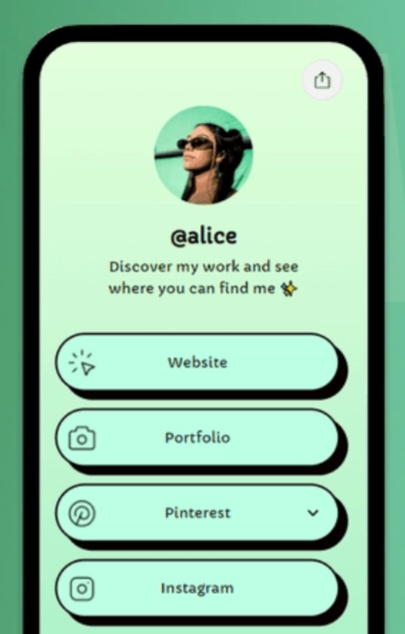 @alice
Discover my work and see
where you can find me ✨
Website
Portfolio
Pinterest
Instagram